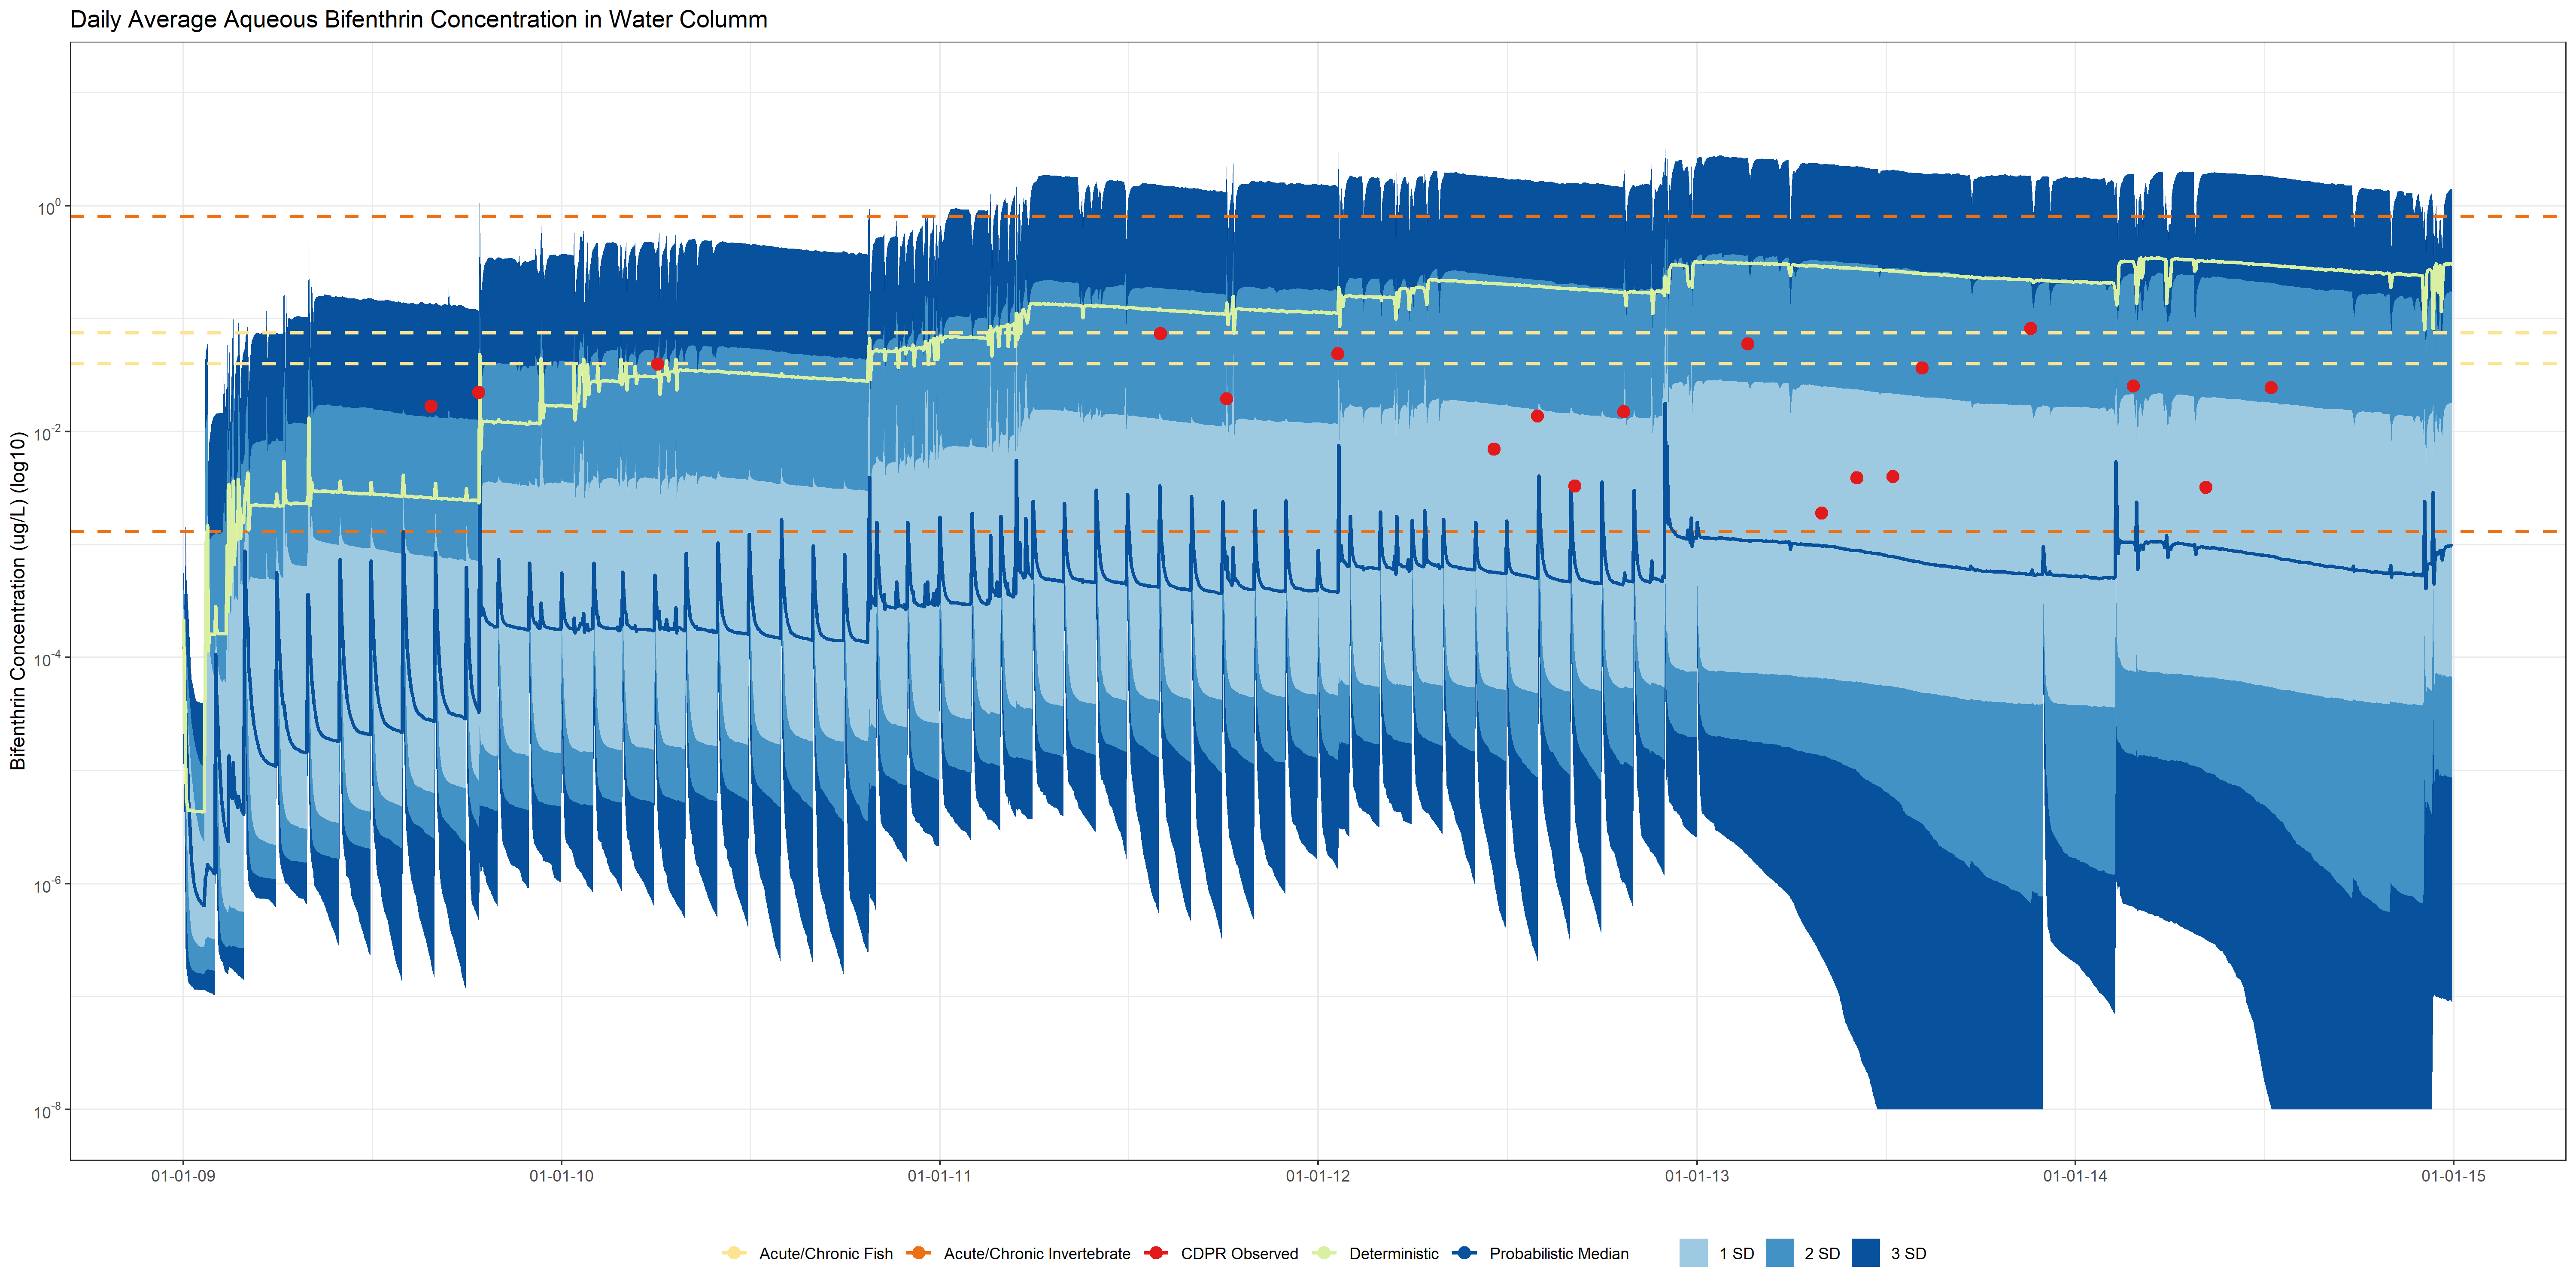 Daily Average Aqueous Bifenthrin Concentration in Water Columm
Bifenthrin Concentration (ug/L) (log10)
10^0
10^-2
10^-4
10^-6
10^-8
01-01-09
01-01-10
01-01-11
01-01-12
01-01-13
01-01-14
01-01-15
Acute/Chronic Fish
Acute/Chronic Invertebrate
CDPR Observed
Deterministic
Probabilistic Median
1 SD
2 SD
3 SD